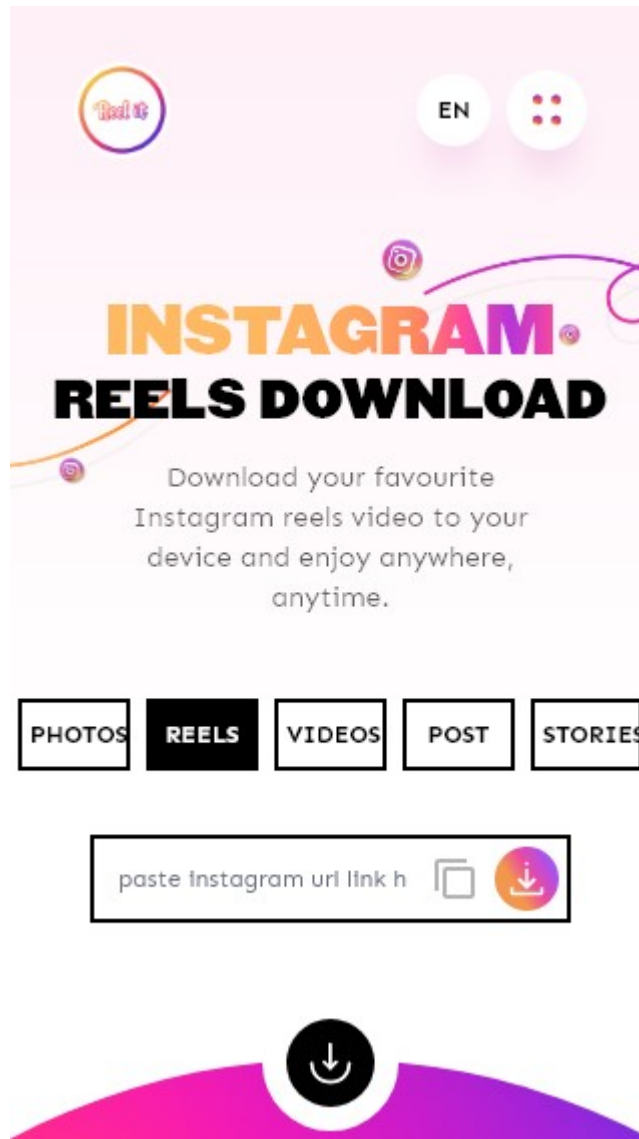 Reel it
EN
INSTAGRAM
REELS DOWNLOAD
Download your favourite
Instagram reels video to your
device and enjoy anywhere,
anytime.
PHOTOS
REELS
VIDEOS
POST
STORIES
paste instagram url link h